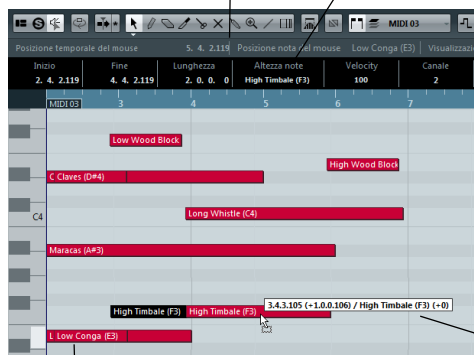 MIDI 03
Posizione temporale del mouse 5. 4. 2.119 Posizione nota del mouse Low Conga (E3) Visualizzazi
Inizio Fine Lunghezza Altezza note Velocity Canale
2. 4. 2.119 4. 4. 2.119 2. 0. 0. 0 High Timbale (F3) 100 2
MIDI 03 3 4 5 6 7
Low Wood Block
High Wood Block
C Claves (D#4)
C4 Long Whistle (C4)
Maracas (A#3)
3.4.3.105 (+1.0.0.106) / High Timbale (F3) (+0)
High Timbale (F3) High Timbale (F3)
L Low Conga (E3)